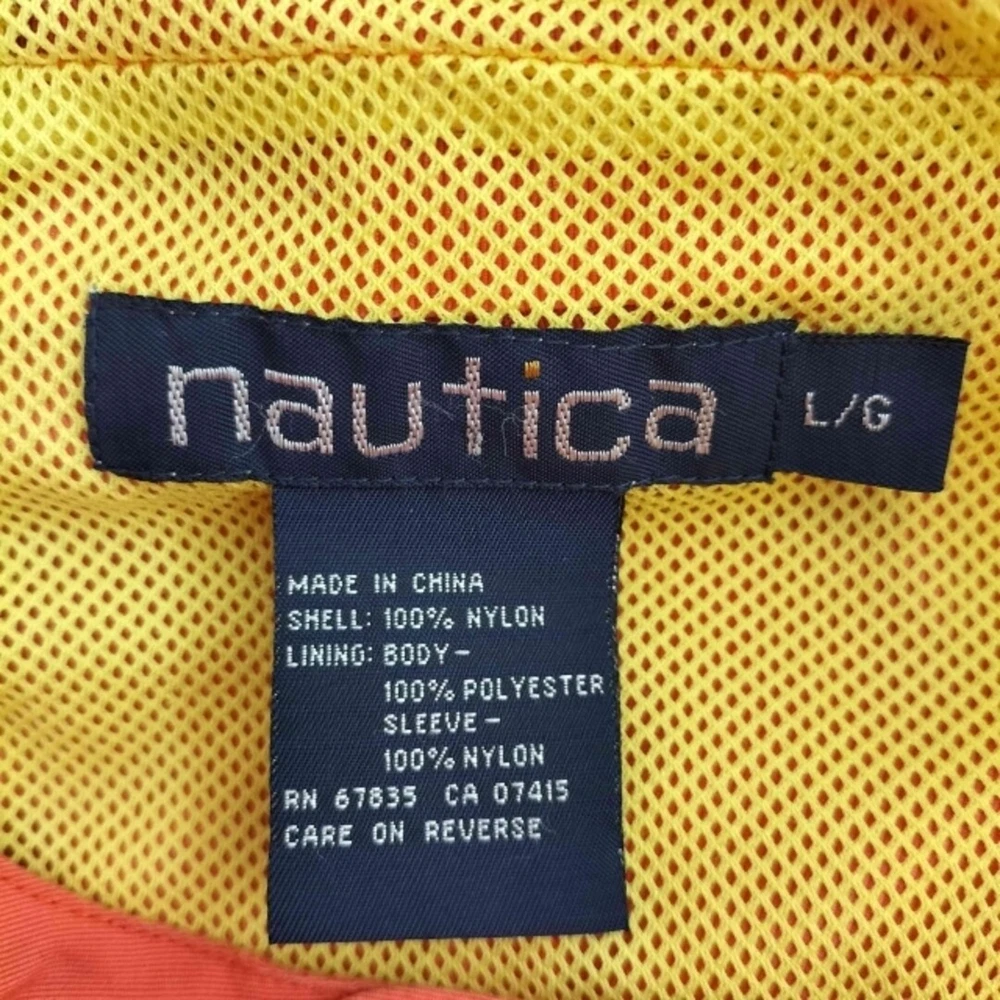 nautica
L/G
MADE IN CHINA
SHELL: 100% NYLON
LINING: BODY-
100% POLYESTER
SLEEVE-
100% NYLON
RN 67835 CA 07415
CARE ON REVERSE